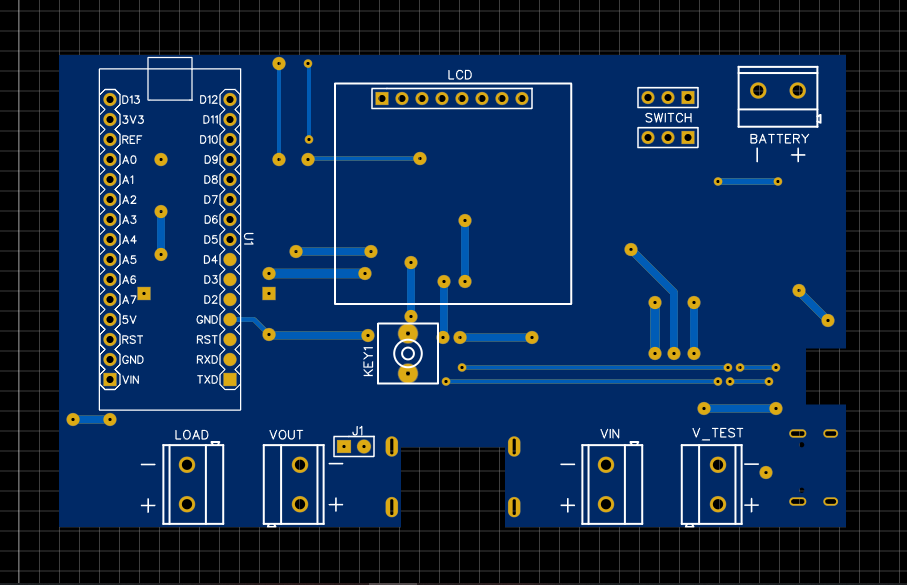 LCD
SWITCH
BATTERY
− +
D13 D12
3V3 D11
REF D10
A0 D9
A1 D8
A2 D7
A3 D6
A4 D5
A5 D4
A6 D3
A7 D2
5V GND
RST RST
GND RXD
VIN TXD
U1
KEY1
LOAD
−
+
VOUT
−
+
J1
VIN
−
+
V_TEST
−
+